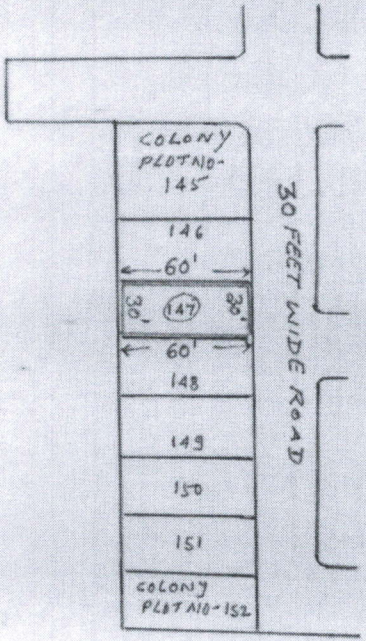 COLONY
PLOT NO-
145
146
60'
30' 147 30'
60'
148
149
150
151
COLONY
PLOT NO-152
30 FEET WIDE ROAD